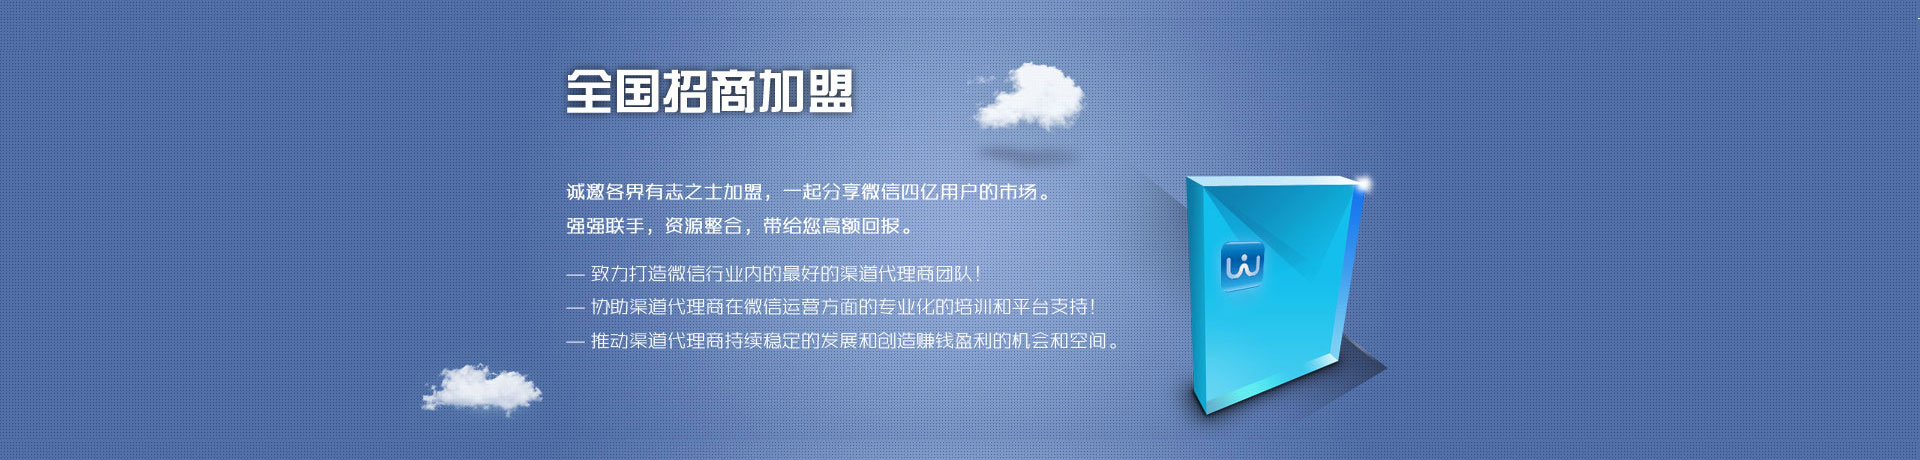 全国招商加盟
诚邀各界有志之士加盟，一起分享微信四亿用户的市场。
强强联手，资源整合，带给您高额回报。
— 致力打造微信行业内的最好的渠道代理商团队！
— 协助渠道代理商在微信运营方面的专业化的培训和平台支持！
— 推动渠道代理商持续稳定的发展和创造赚钱盈利的机会和空间。